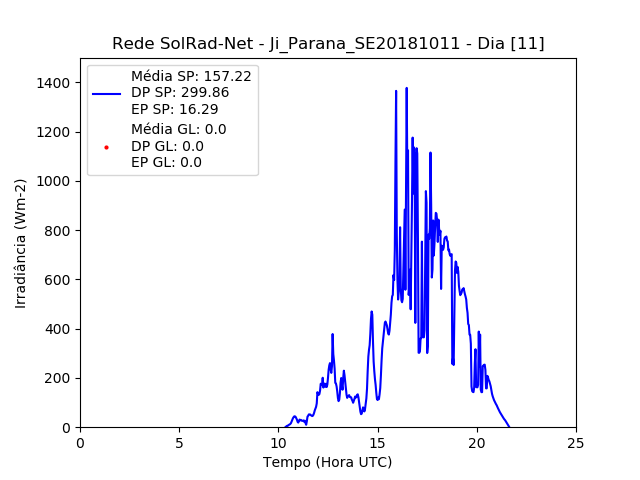 Rede SolRad-Net - Ji_Parana_SE20181011 - Dia [11]
Média SP: 157.22
DP SP: 299.86
EP SP: 16.29
Média GL: 0.0
DP GL: 0.0
EP GL: 0.0
1400
1200
1000
800
600
400
200
0
Irradiância (Wm-2)
0 5 10 15 20 25
Tempo (Hora UTC)